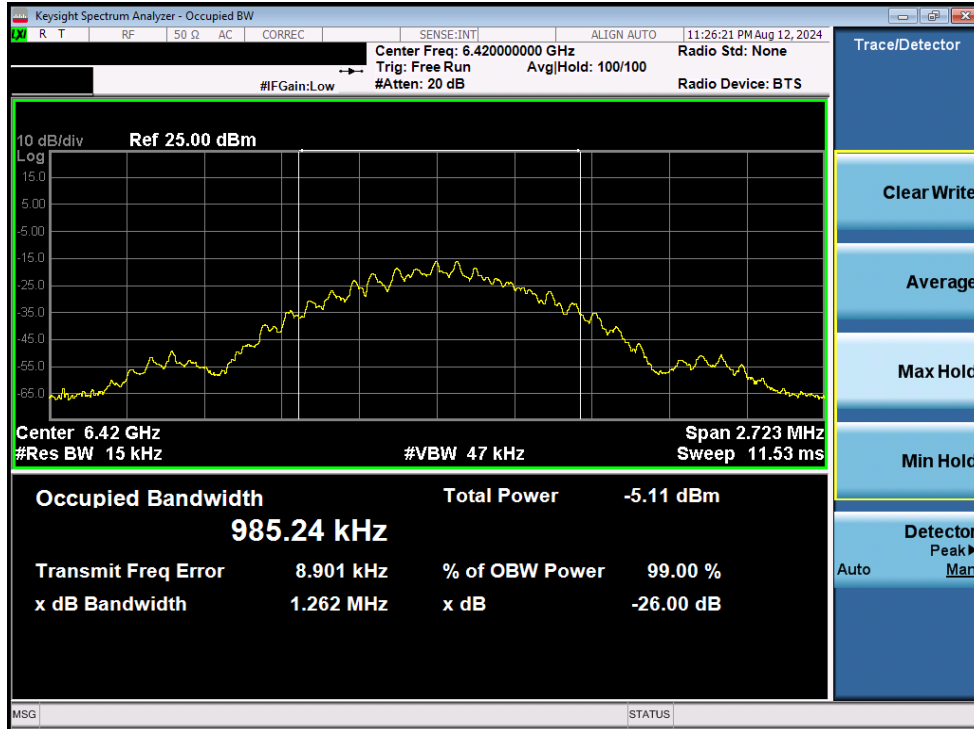 Keysight Spectrum Analyzer - Occupied BW
LXI R T RF 50 Ω AC CORREC SENSE:INT ALIGN AUTO 11:26:21 PM Aug 12, 2024
Center Freq: 6.420000000 GHz Radio Std: None
Trig: Free Run Avg|Hold: 100/100
#IFGain:Low #Atten: 20 dB Radio Device: BTS
Trace/Detector
10 dB/div Ref 25.00 dBm
Log
15.0
5.00
-5.00
-15.0
-25.0
-35.0
-45.0
-55.0
-65.0
Center 6.42 GHz Span 2.723 MHz
#Res BW 15 kHz #VBW 47 kHz Sweep 11.53 ms
Occupied Bandwidth Total Power -5.11 dBm
985.24 kHz
Transmit Freq Error 8.901 kHz % of OBW Power 99.00 %
x dB Bandwidth 1.262 MHz x dB -26.00 dB
Clear Write
Average
Max Hold
Min Hold
Detector
Peak▶
Auto Man
MSG STATUS